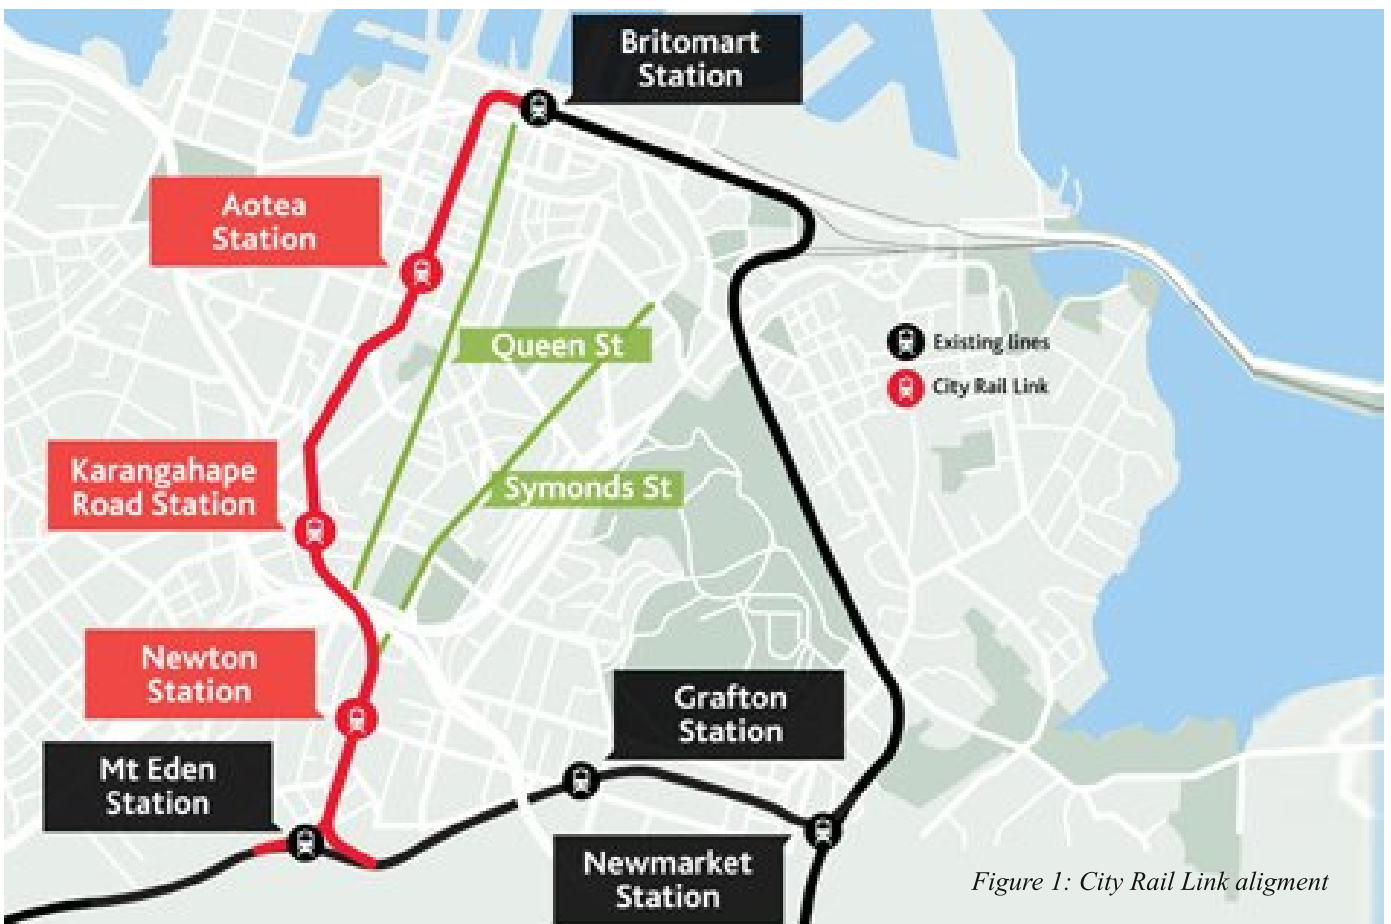 Britomart
Station
Aotea
Station
Queen St
Existing lines
City Rail Link
Karangahape
Road Station
Symonds St
Newton
Station
Grafton
Station
Mt Eden
Station
Newmarket
Station
Figure 1: City Rail Link aligment